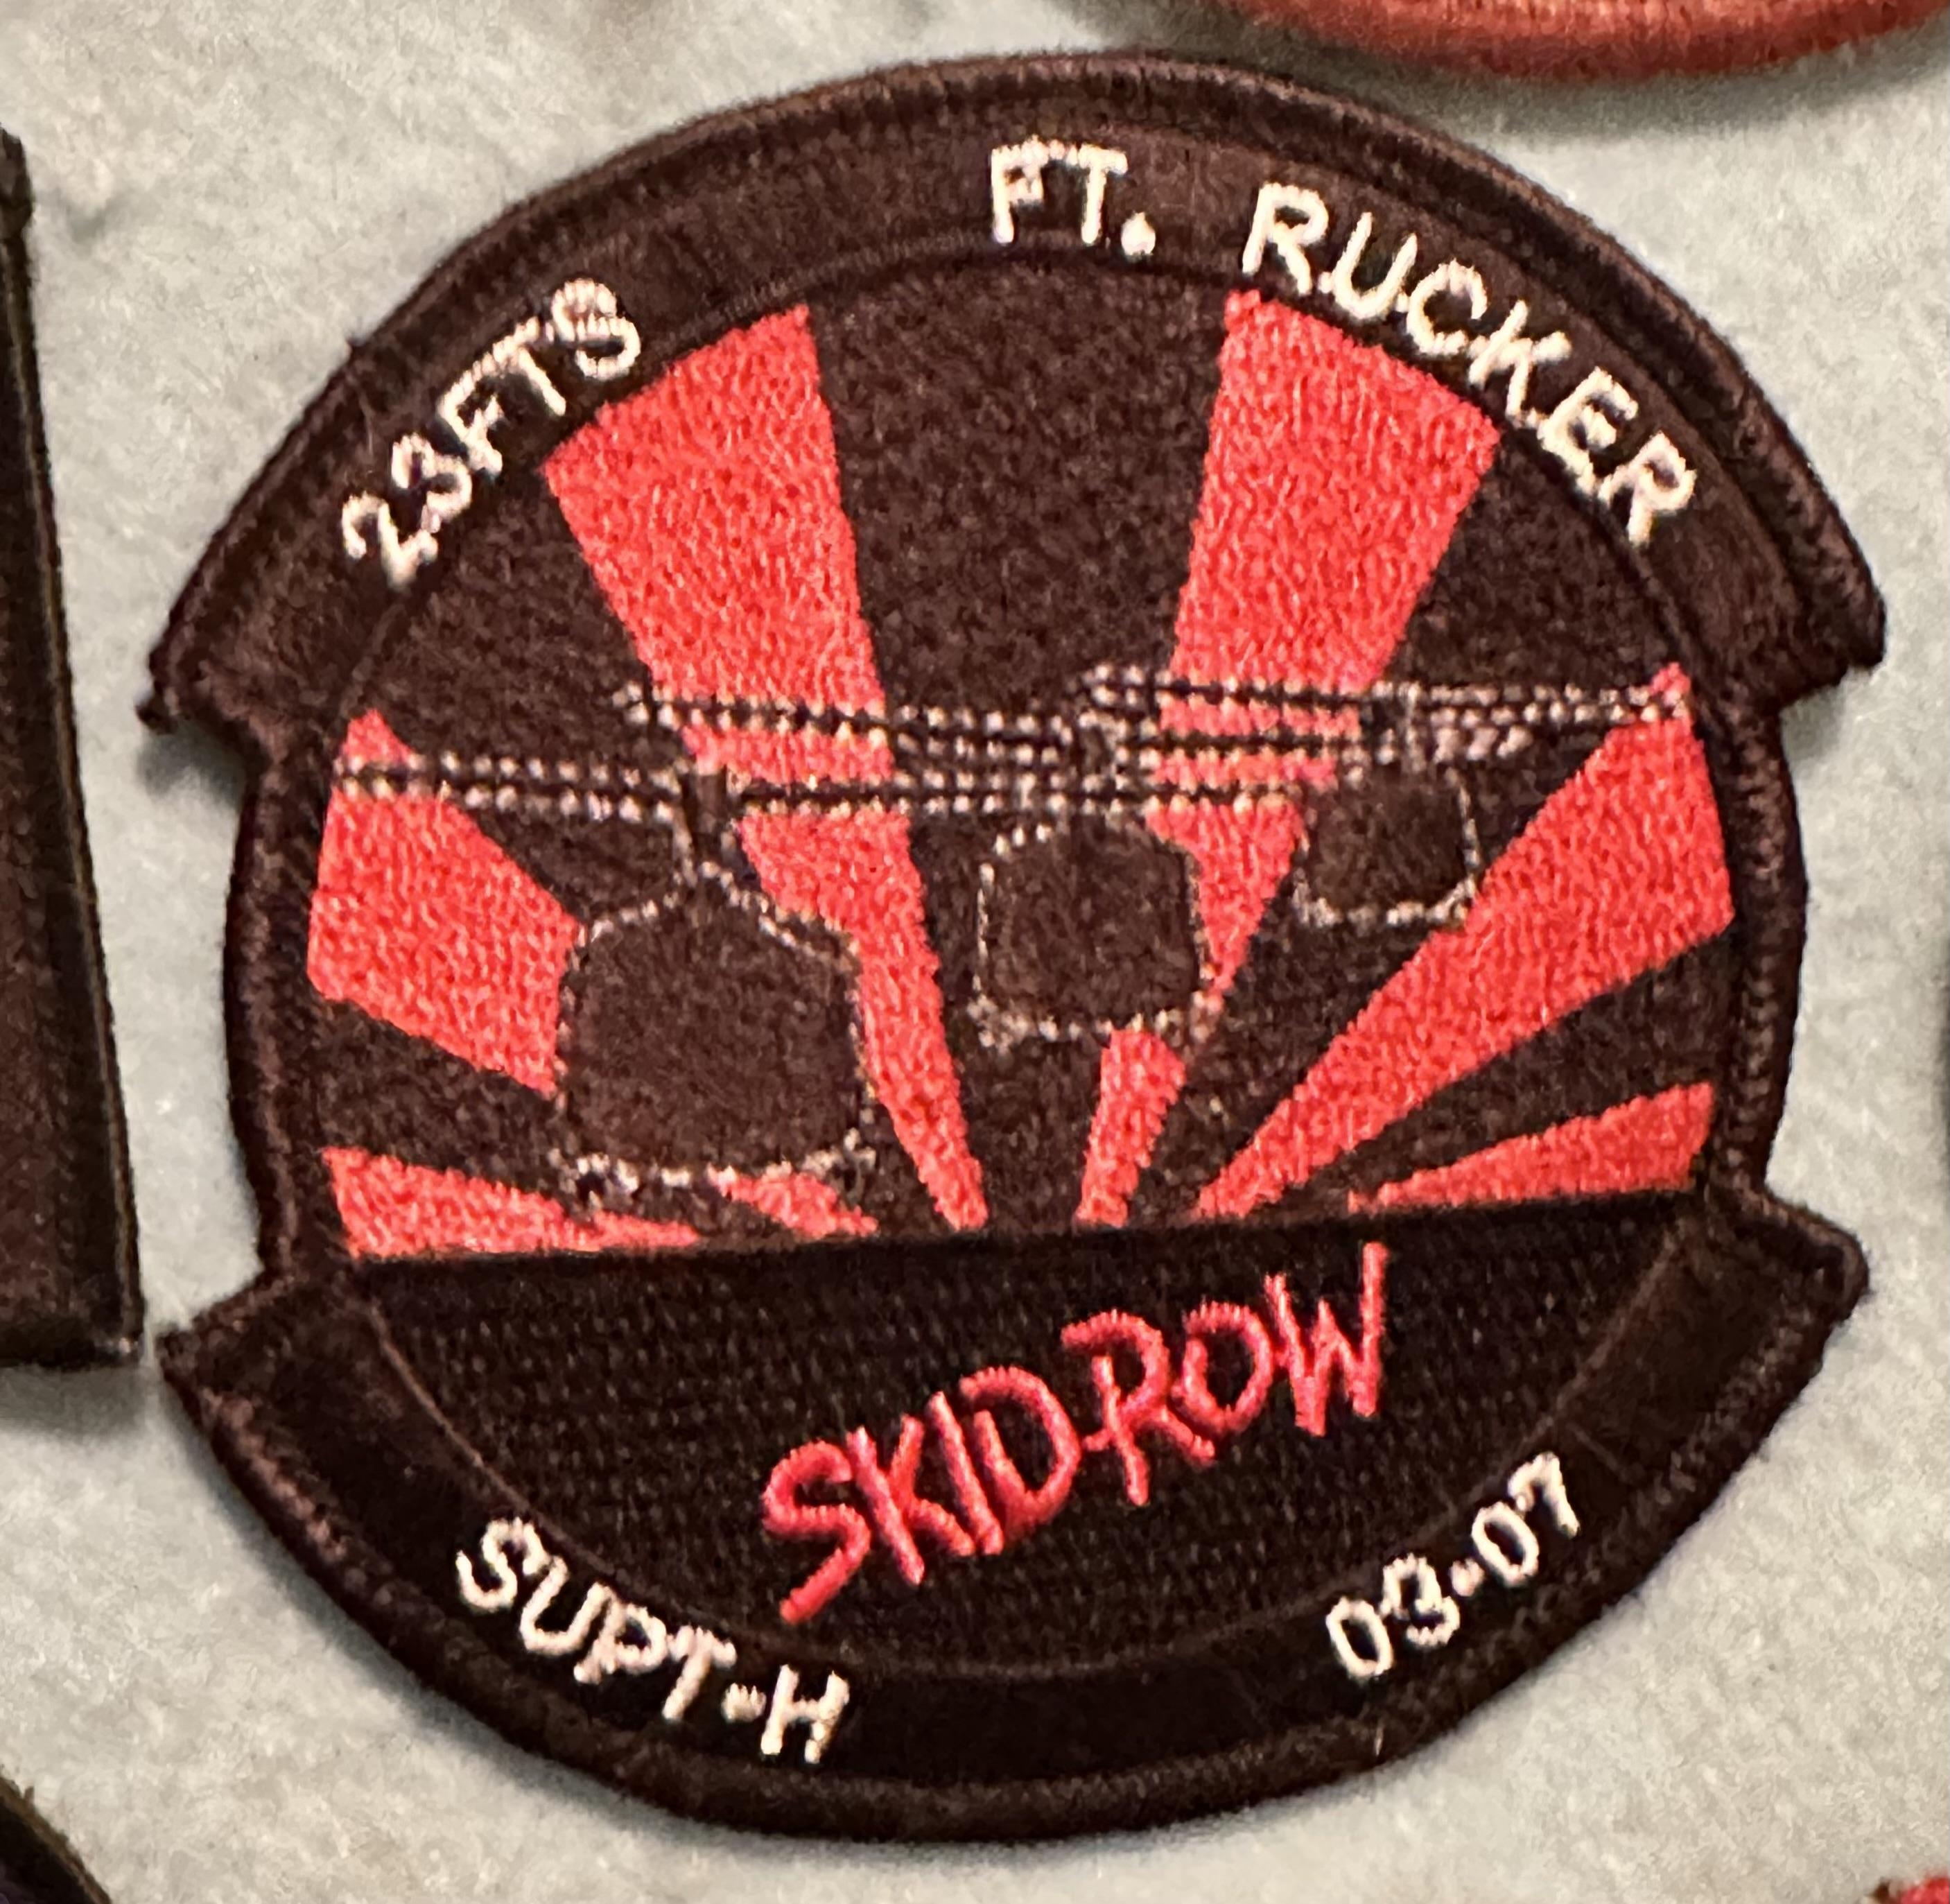 23FTS FT. RUCKER
SKID ROW
SUPT-H 03-07